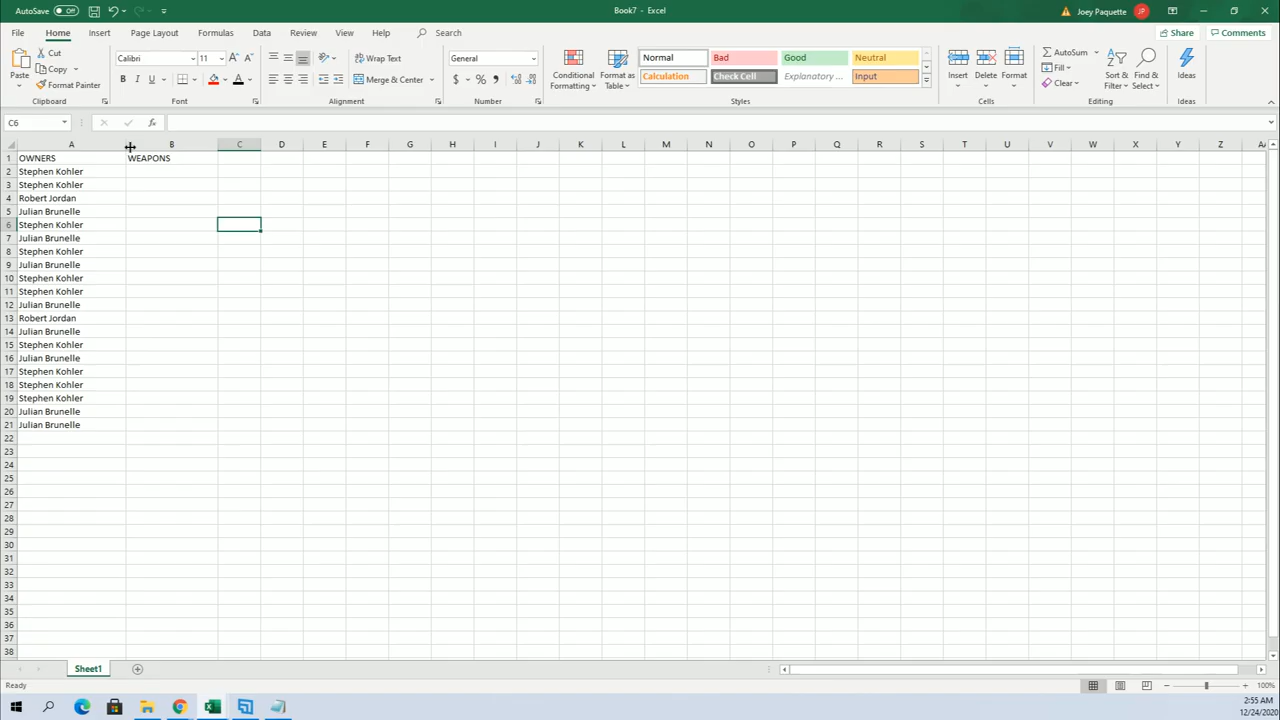 AutoSave Off Book7 - Excel Joey Paquette JP
File Home Insert Page Layout Formulas Data Review View Help Search Share Comments
Paste Cut Copy Format Painter Clipboard
Calibri 11 B I U A Font
Wrap Text Merge & Center Alignment
General $ % Number
Conditional Formatting Format as Table
Normal Bad Good Neutral
Calculation Check Cell Explanatory ... Input
Styles
Insert Delete Format Cells
AutoSum Fill Clear Sort & Filter Find & Select Editing
Ideas Ideas
C6 fx
A B C D E F G H I J K L M N O P Q R S T U V W X Y Z AA
1 OWNERS WEAPONS
2 Stephen Kohler
3 Stephen Kohler
4 Robert Jordan
5 Julian Brunelle
6 Stephen Kohler
7 Julian Brunelle
8 Stephen Kohler
9 Julian Brunelle
10 Stephen Kohler
11 Stephen Kohler
12 Julian Brunelle
13 Robert Jordan
14 Julian Brunelle
15 Stephen Kohler
16 Julian Brunelle
17 Stephen Kohler
18 Stephen Kohler
19 Stephen Kohler
20 Julian Brunelle
21 Julian Brunelle
22
23
24
25
26
27
28
29
30
31
32
33
34
35
36
37
38
Sheet1
Ready 100%
2:55 AM
12/24/2020